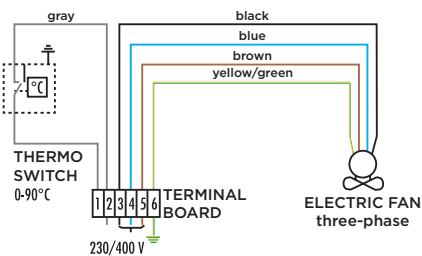 gray
black
blue
brown
yellow/green
°C
THERMO
SWITCH
0-90°C
1 2 3 4 5 6
TERMINAL
BOARD
ELECTRIC FAN
three-phase
230/400 V